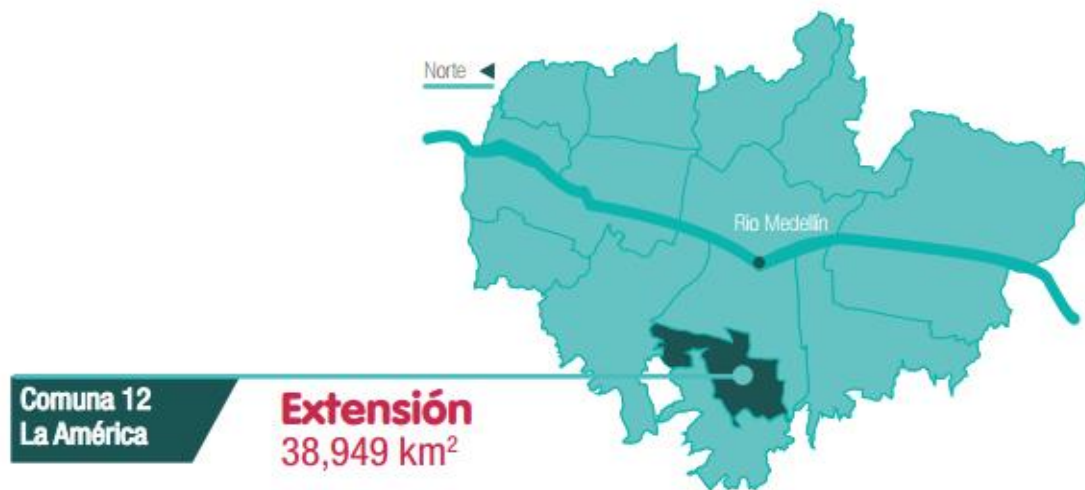 Norte
Río Medellín
Comuna 12
La América
Extensión
38,949 km²